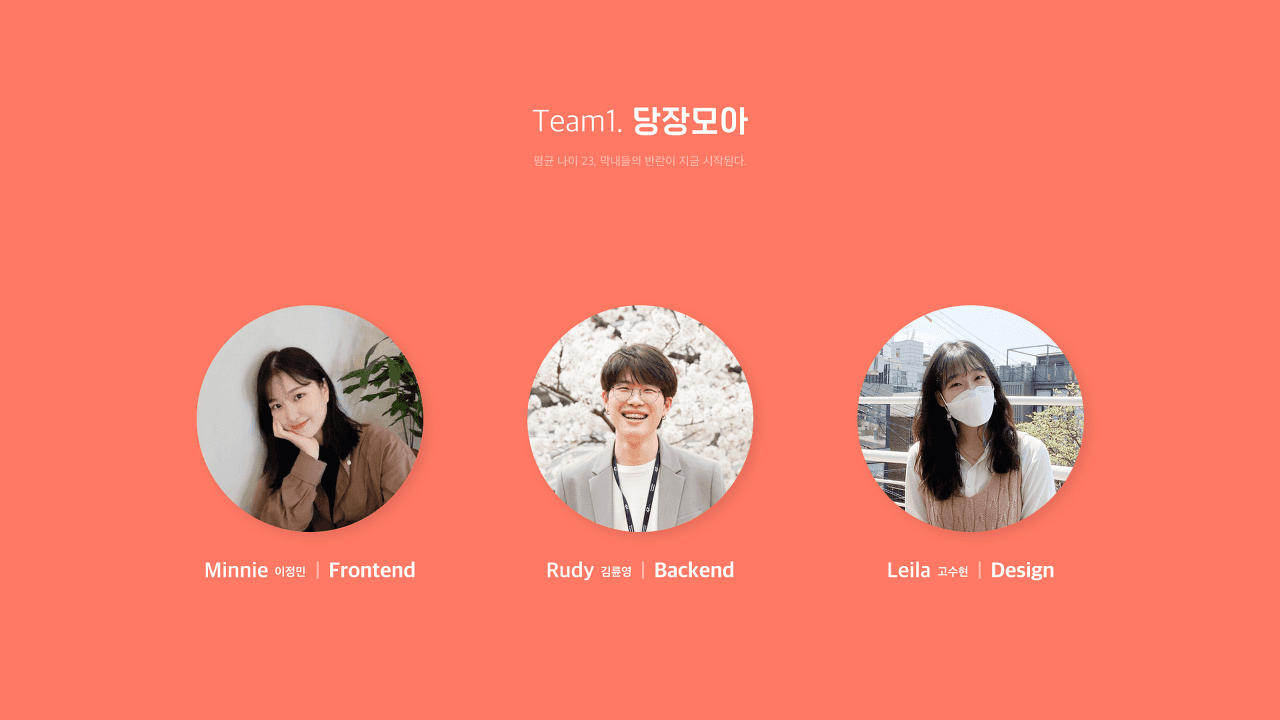 Team1. 당장모아
평균 나이 23, 막내들의 반란이 지금 시작된다.
Minnie 이정민 | Frontend
Rudy 김륜영 | Backend
Leila 고수현 | Design